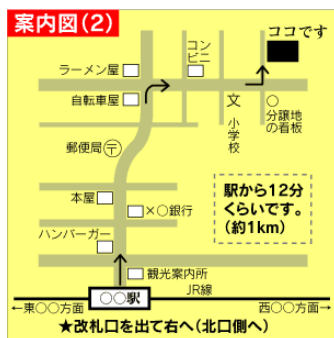 案内図(2)
ココです
コン
ビニ
ラーメン屋
自転車屋
文
小学校
○
分譲地
の看板
郵便局〒
本屋
×○銀行
駅から12分
くらいです。
(約1km)
ハンバーガー
観光案内所
JR線
○○駅
←東○○方面
西○○方面→
★改札口を出て右へ(北口側へ)